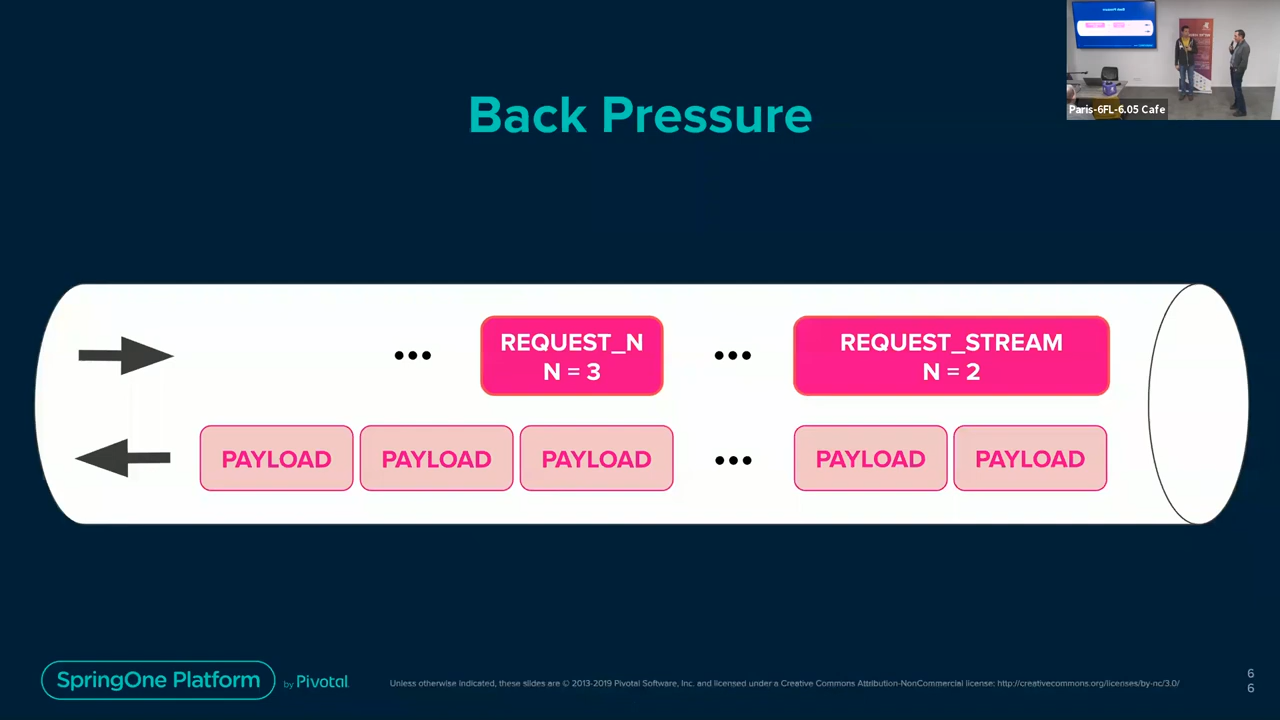 Back Pressure
Paris-6FL-6.05 Cafe
REQUEST_N
N = 3
REQUEST_STREAM
N = 2
PAYLOAD
PAYLOAD
PAYLOAD
PAYLOAD
PAYLOAD
SpringOne Platform
by Pivotal
Unless otherwise indicated, these slides are © 2013-2019 Pivotal Software, Inc. and licensed under a Creative Commons Attribution-NonCommercial license: http://creativecommons.org/licenses/by-nc/3.0/
6
6